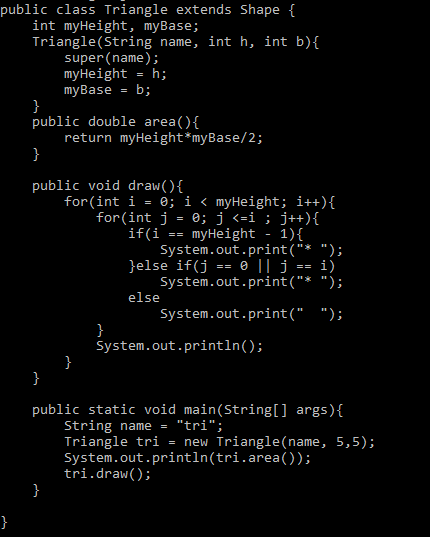 public class Triangle extends Shape {
    int myHeight, myBase;
    Triangle(String name, int h, int b){
        super(name);
        myHeight = h;
        myBase = b;
    }
    public double area(){
        return myHeight*myBase/2;
    }

    public void draw(){
        for(int i = 0; i < myHeight; i++){
            for(int j = 0; j <=i ; j++){
                if(i == myHeight - 1){
                    System.out.print("* ");
                }else if(j == 0 || j == i)
                    System.out.print("* ");
                else
                    System.out.print("  ");
            }
            System.out.println();
        }
    }

    public static void main(String[] args){
        String name = "tri";
        Triangle tri = new Triangle(name, 5,5);
        System.out.println(tri.area());
        tri.draw();
    }

}